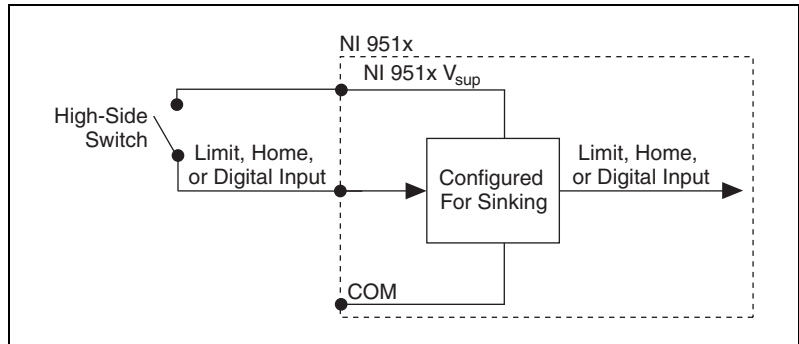 NI 951x
NI 951x Vsup
High-Side
Switch
Limit, Home,
or Digital Input
Configured
For Sinking
Limit, Home,
or Digital Input
COM